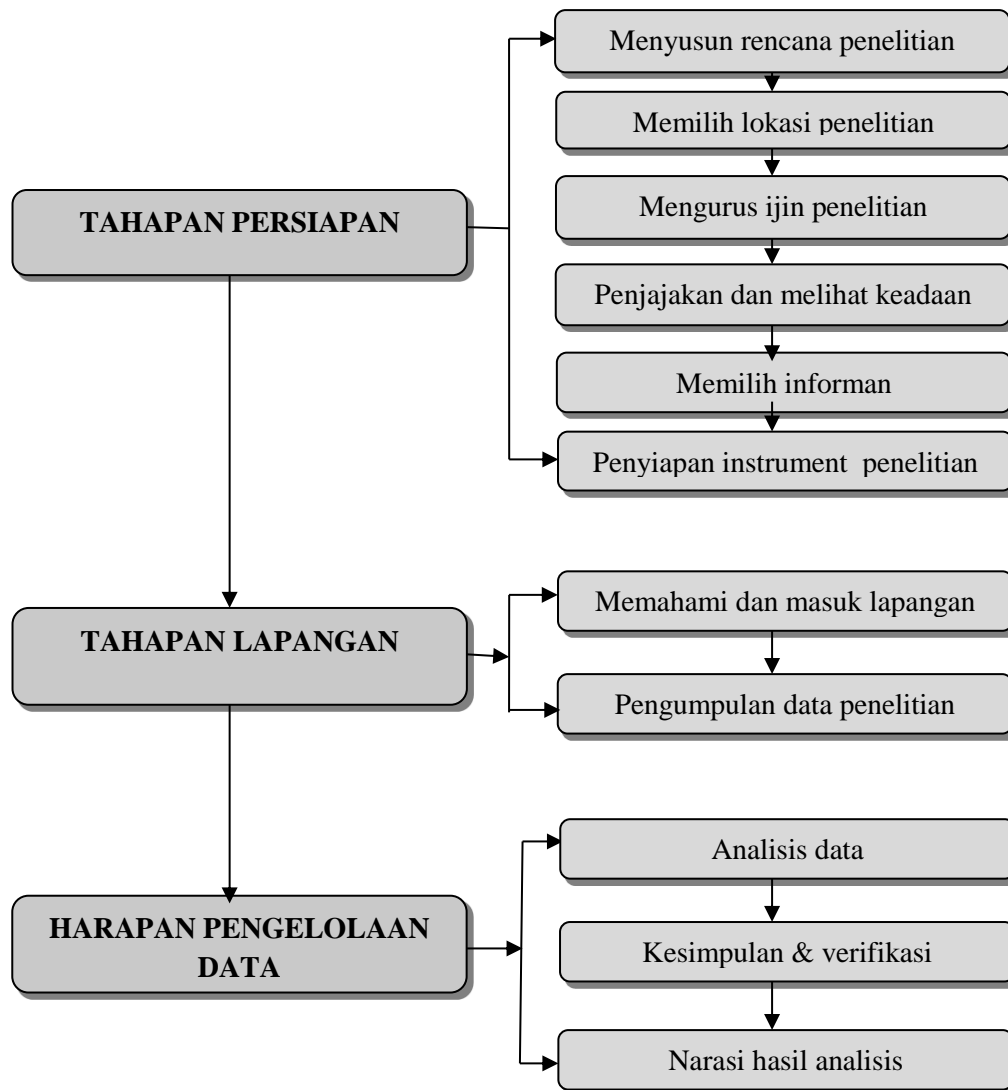 TAHAPAN PERSIAPAN
Menyusun rencana penelitian
Memilih lokasi penelitian
Mengurus ijin penelitian
Penjajakan dan melihat keadaan
Memilih informan
Penyiapan instrument penelitian
TAHAPAN LAPANGAN
Memahami dan masuk lapangan
Pengumpulan data penelitian
HARAPAN PENGELOLAAN
DATA
Analisis data
Kesimpulan & verifikasi
Narasi hasil analisis